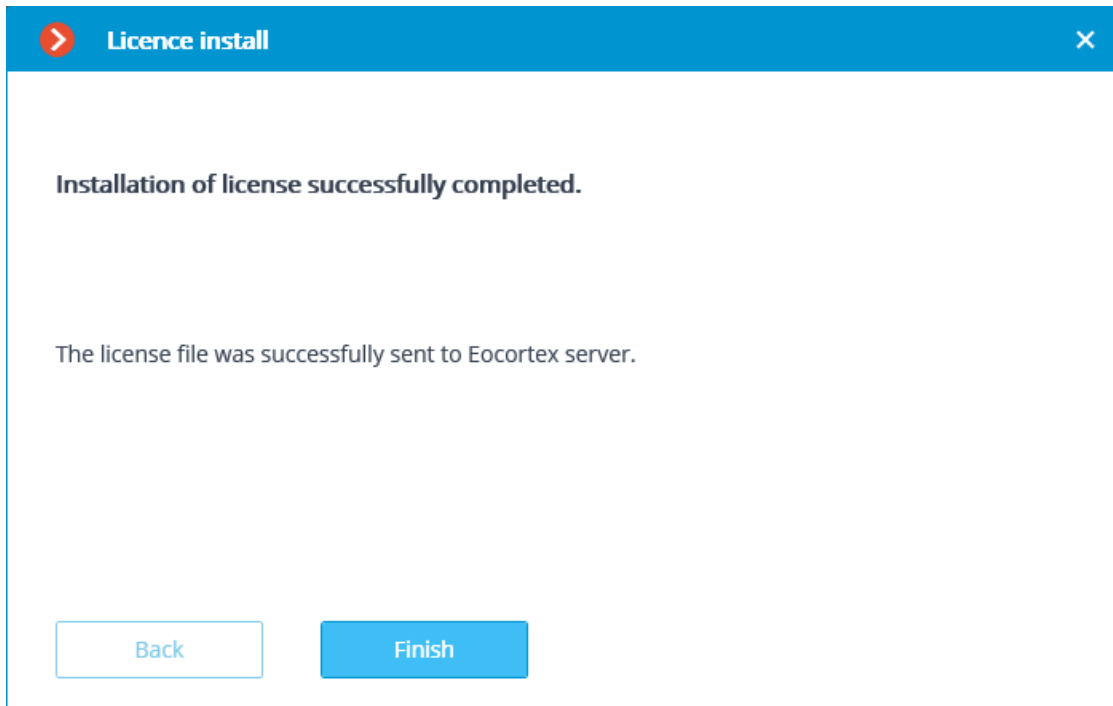 Licence install
Installation of license successfully completed.
The license file was successfully sent to Eocortex server.
Back
Finish